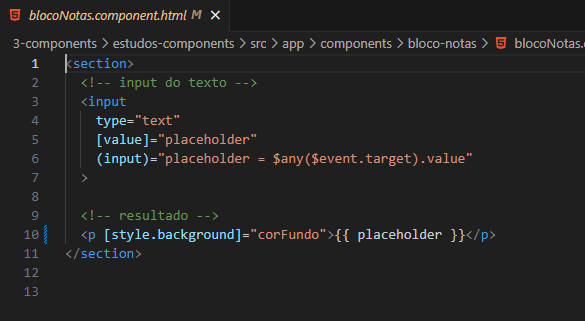 blocoNotas.component.html M ×
3-components > estudos-components > src > app > components > bloco-notas > blocoNotas.
1 <section>
2 <!-- input do texto -->
3 <input
4 type="text"
5 [value]="placeholder"
6 (input)="placeholder = $any($event.target).value"
7 >
8
9 <!-- resultado -->
10 <p [style.background]="corFundo">{{ placeholder }}</p>
11 </section>
12
13